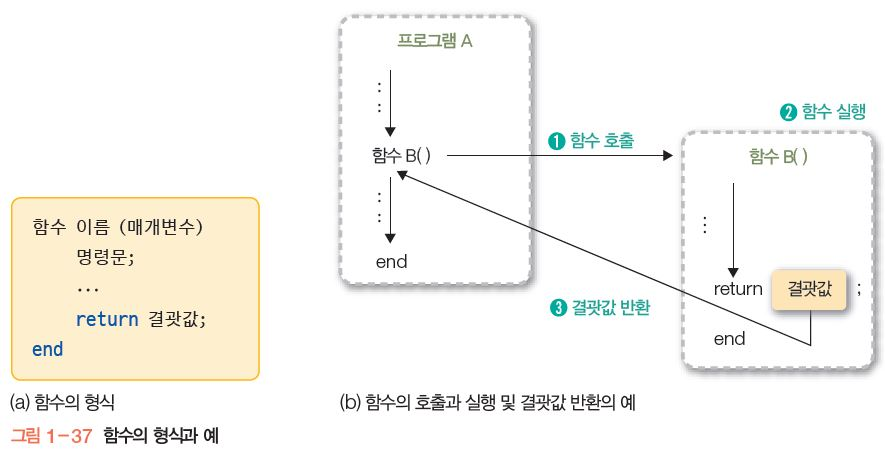 함수 이름 (매개변수)
명령문;
...
return 결괏값;
end
(a) 함수의 형식
프로그램 A
:
:
함수 B( )
:
:
end
❶ 함수 호출
❷ 함수 실행
함수 B( )
⋮
return 결괏값 ;
end
❸ 결괏값 반환
(b) 함수의 호출과 실행 및 결괏값 반환의 예
그림 1-37 함수의 형식과 예